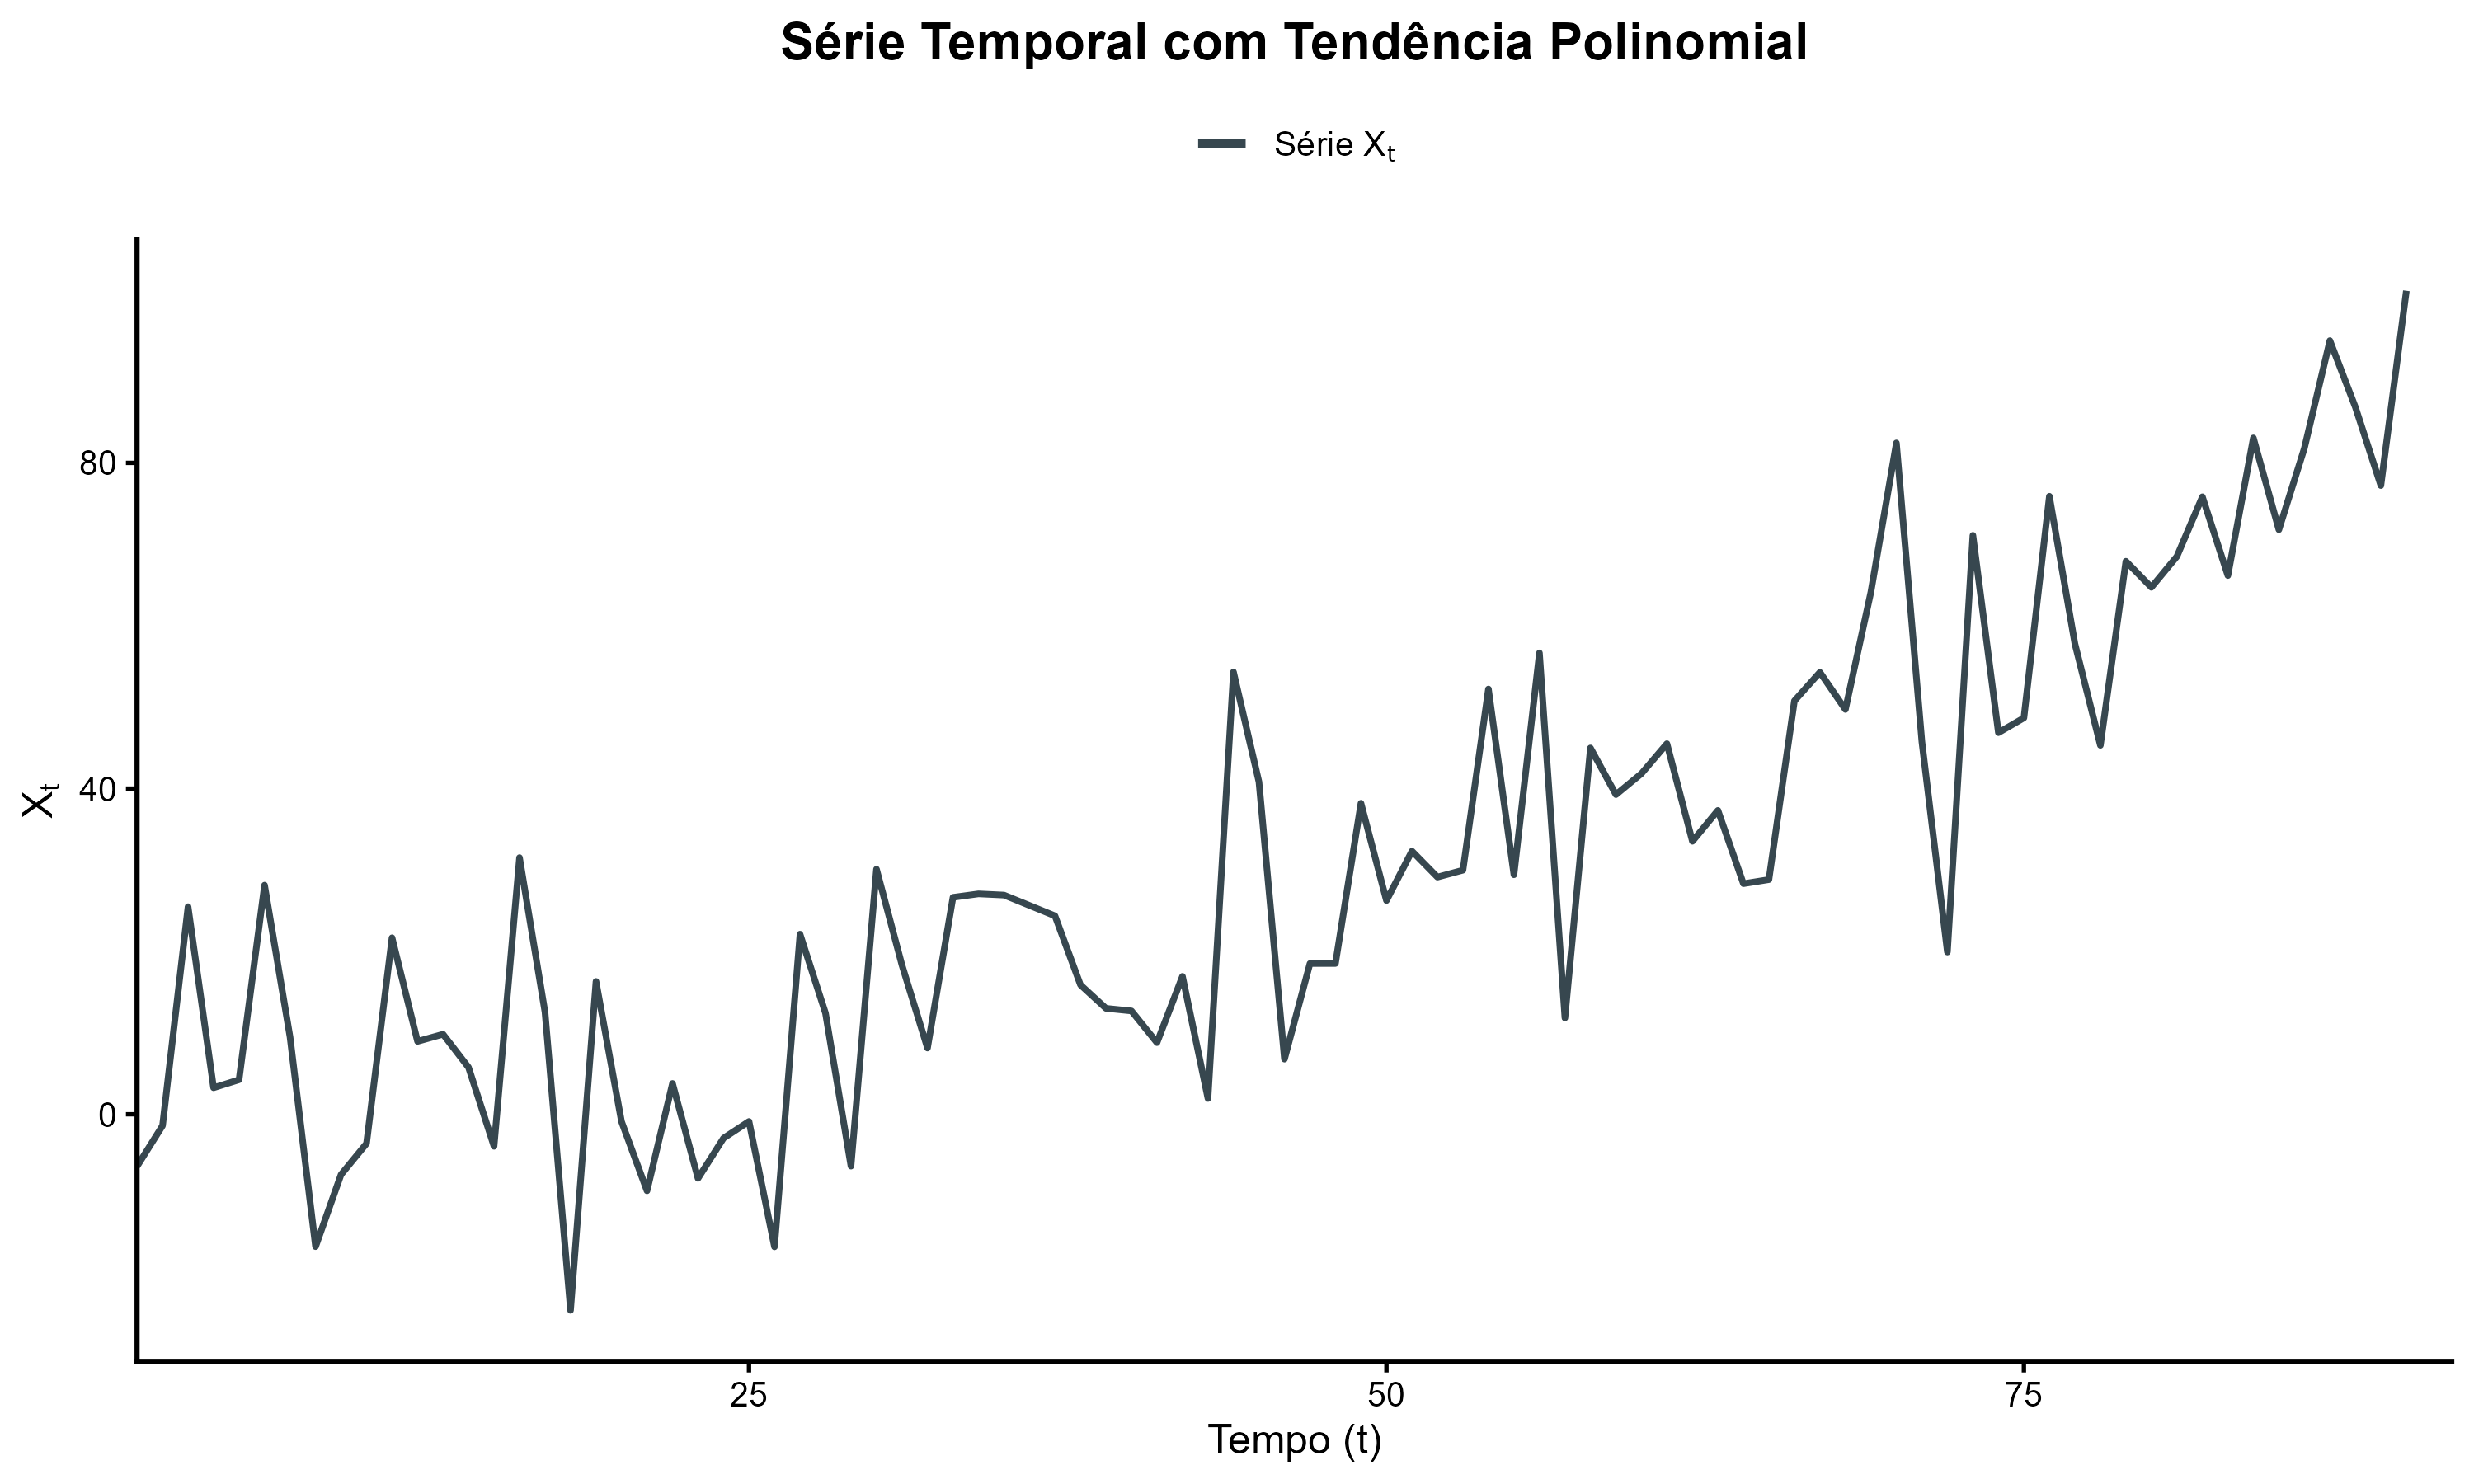 Série Temporal com Tendência Polinomial
Série Xₜ
80
40
0
Xₜ
25 50 75
Tempo (t)